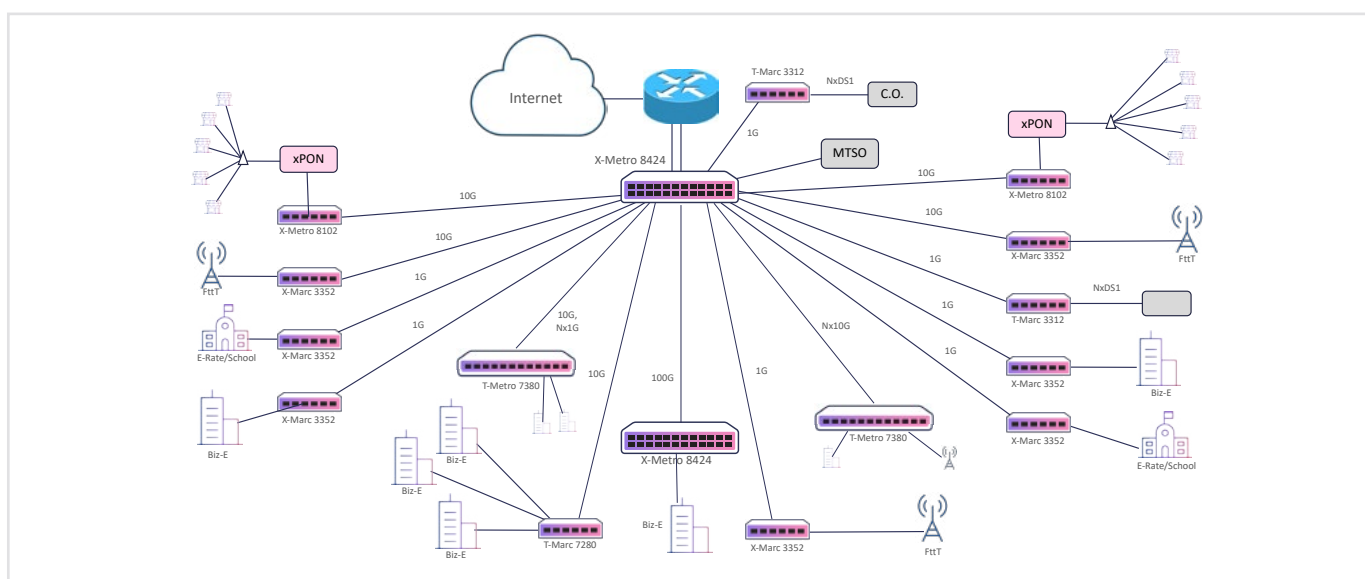 T-Marc 3312
NxDS1
C.O.
Internet
xPON
1G
MTSO
X-Metro 8424
xPON
10G
X-Metro 8102
10G
X-Metro 8102
10G
FttT
X-Marc 3352
10G
X-Marc 3352
FttT
1G
E-Rate/School
X-Marc 3352
1G
NxDS1
T-Marc 3312
1G
Biz-E
X-Marc 3352
10G,
Nx1G
T-Metro 7380
10G
100G
1G
Nx10G
1G
X-Marc 3352
Biz-E
1G
X-Marc 3352
E-Rate/School
T-Metro 7380
Biz-E
Biz-E
Biz-E
T-Marc 7280
X-Metro 8424
Biz-E
X-Marc 3352
FttT